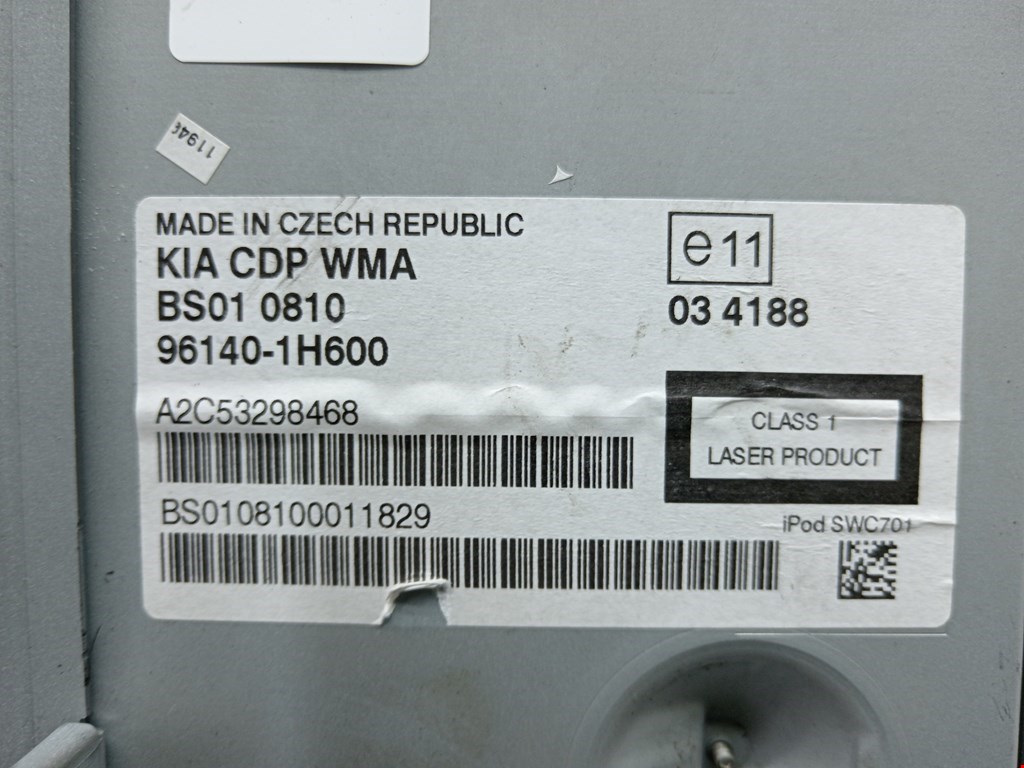 11946
MADE IN CZECH REPUBLIC
KIA CDP WMA
BS01 0810
96140-1H600
A2C53298468
BS0108100011829
e11
03 4188
CLASS 1
LASER PRODUCT
iPod SWC701